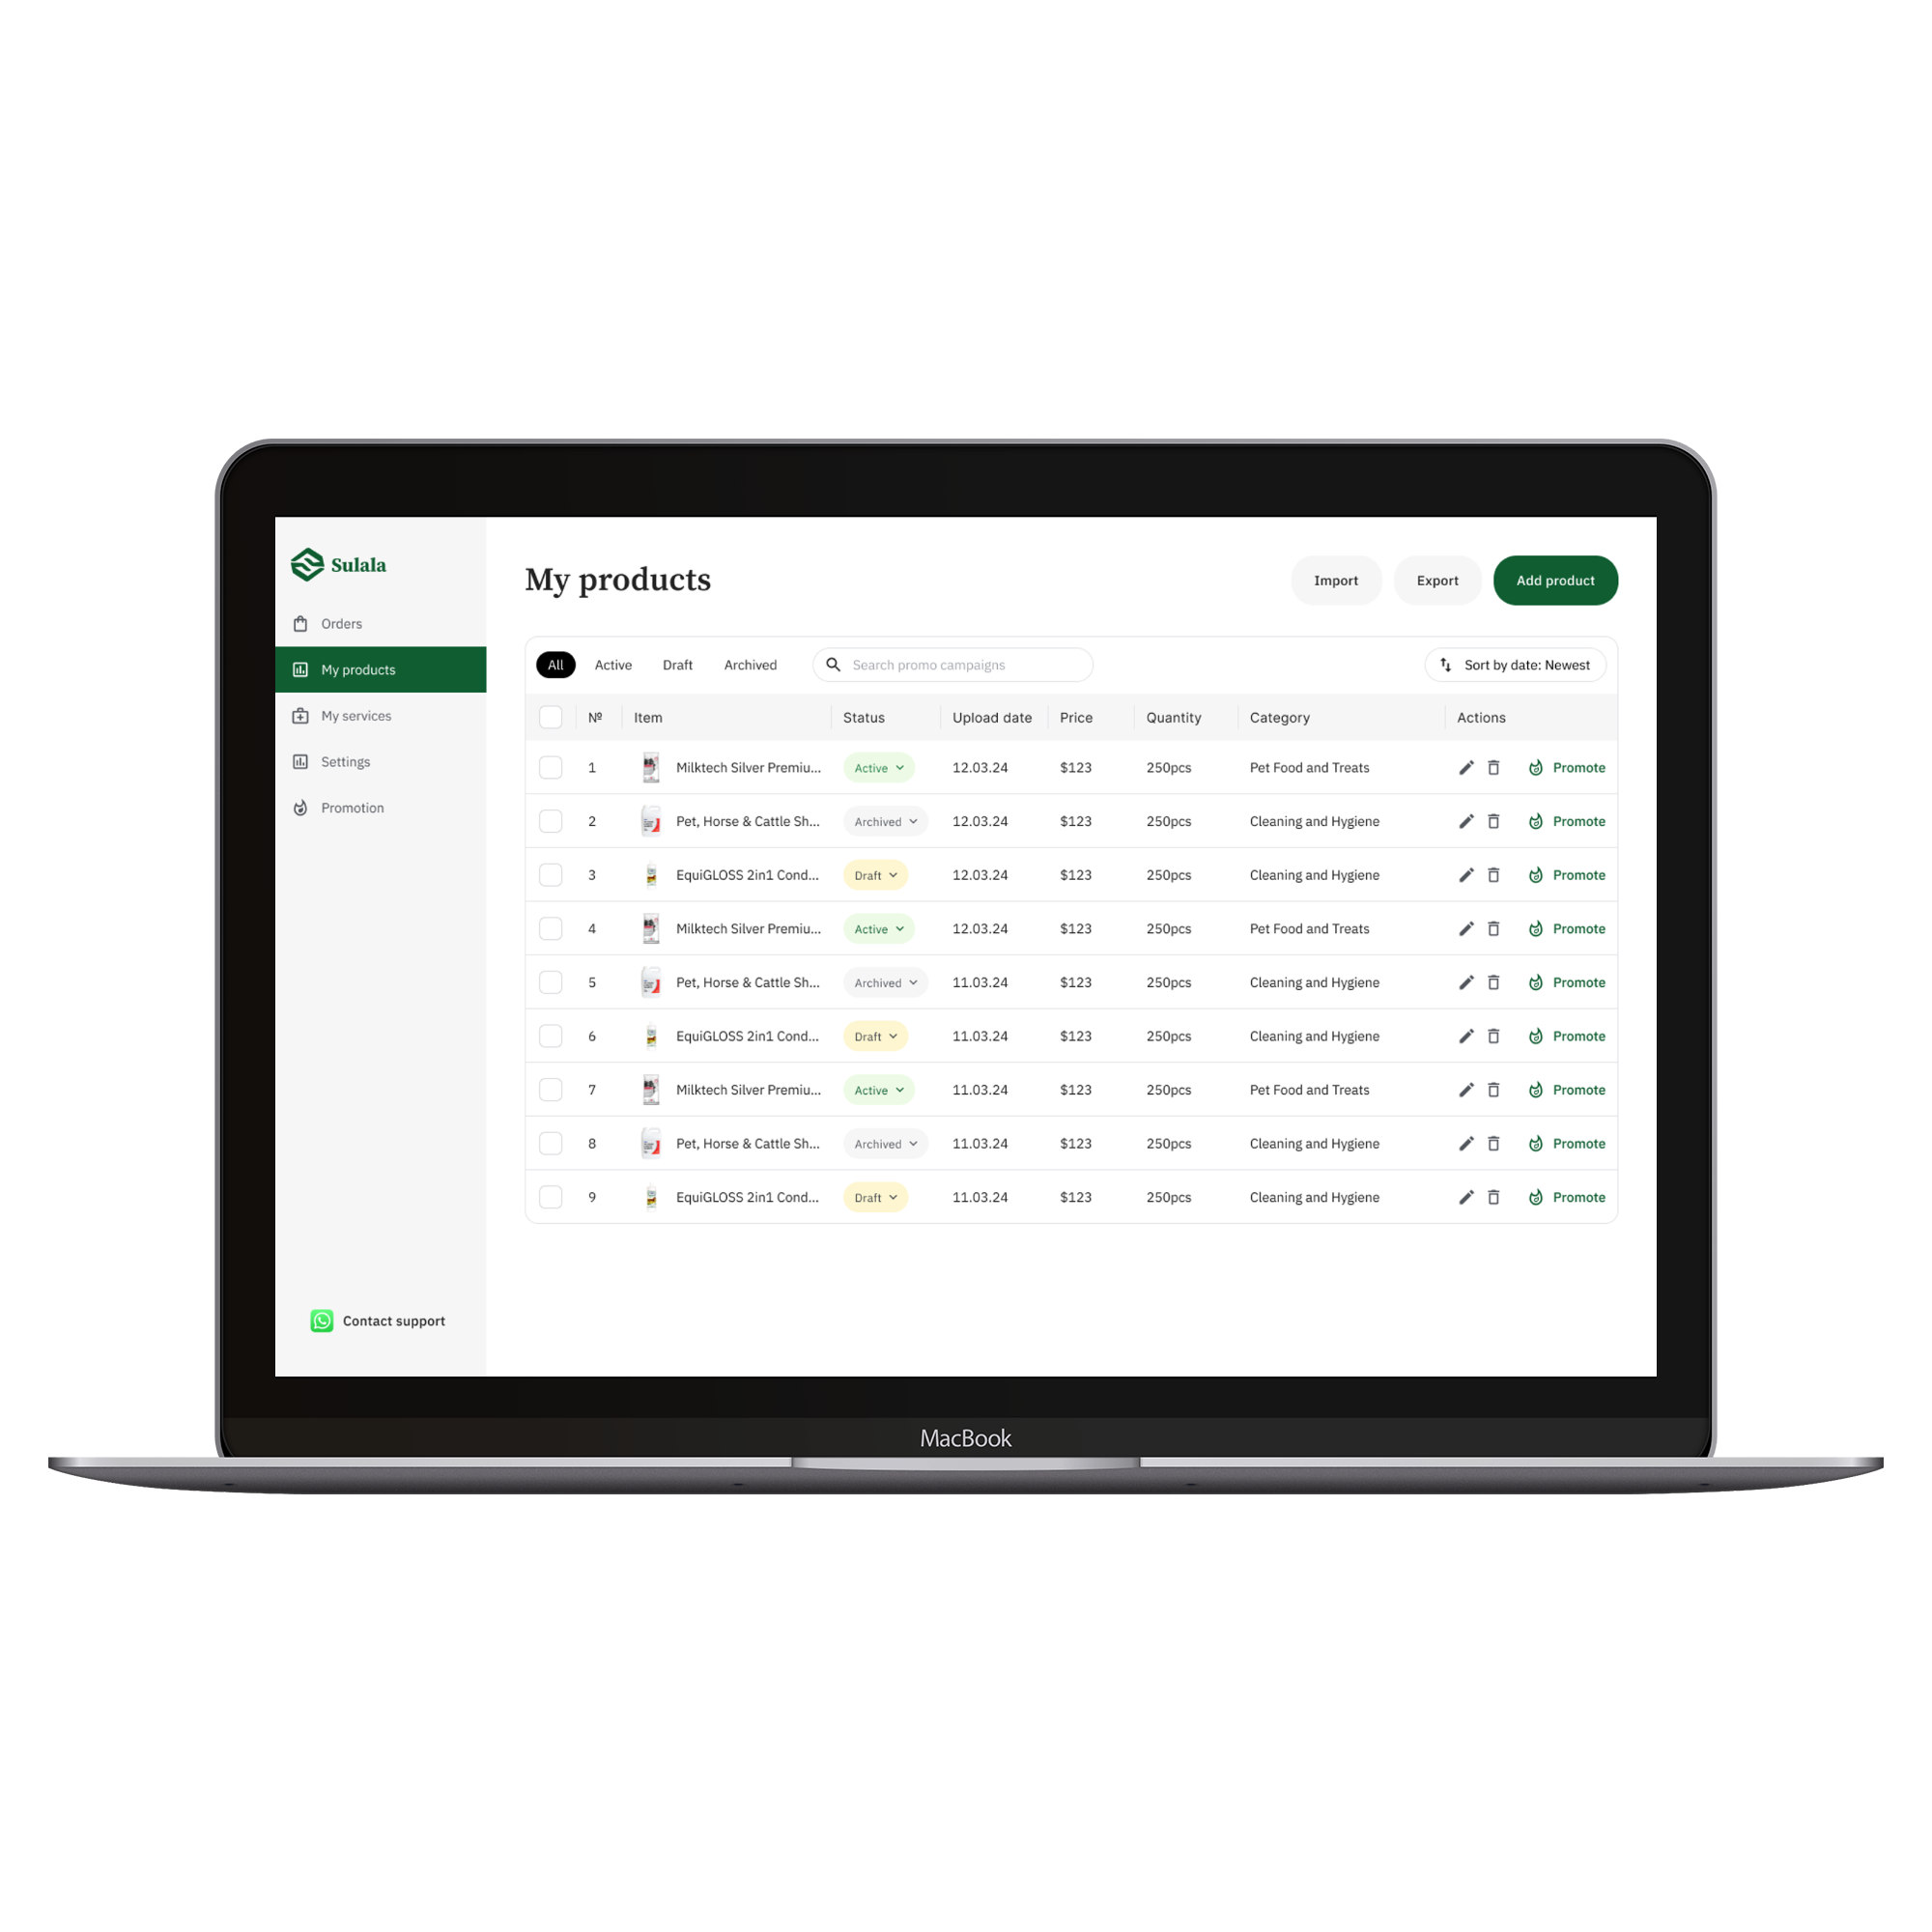 Sulala
Orders
My products
My services
Settings
Promotion
Contact support
My products
Import Export Add product
All Active Draft Archived Search promo campaigns Sort by date: Newest
Nº Item Status Upload date Price Quantity Category Actions
1 Milktech Silver Premiu... Active 12.03.24 $123 250pcs Pet Food and Treats Promote
2 Pet, Horse & Cattle Sh... Archived 12.03.24 $123 250pcs Cleaning and Hygiene Promote
3 EquiGLOSS 2in1 Cond... Draft 12.03.24 $123 250pcs Cleaning and Hygiene Promote
4 Milktech Silver Premiu... Active 12.03.24 $123 250pcs Pet Food and Treats Promote
5 Pet, Horse & Cattle Sh... Archived 11.03.24 $123 250pcs Cleaning and Hygiene Promote
6 EquiGLOSS 2in1 Cond... Draft 11.03.24 $123 250pcs Cleaning and Hygiene Promote
7 Milktech Silver Premiu... Active 11.03.24 $123 250pcs Pet Food and Treats Promote
8 Pet, Horse & Cattle Sh... Archived 11.03.24 $123 250pcs Cleaning and Hygiene Promote
9 EquiGLOSS 2in1 Cond... Draft 11.03.24 $123 250pcs Cleaning and Hygiene Promote
MacBook